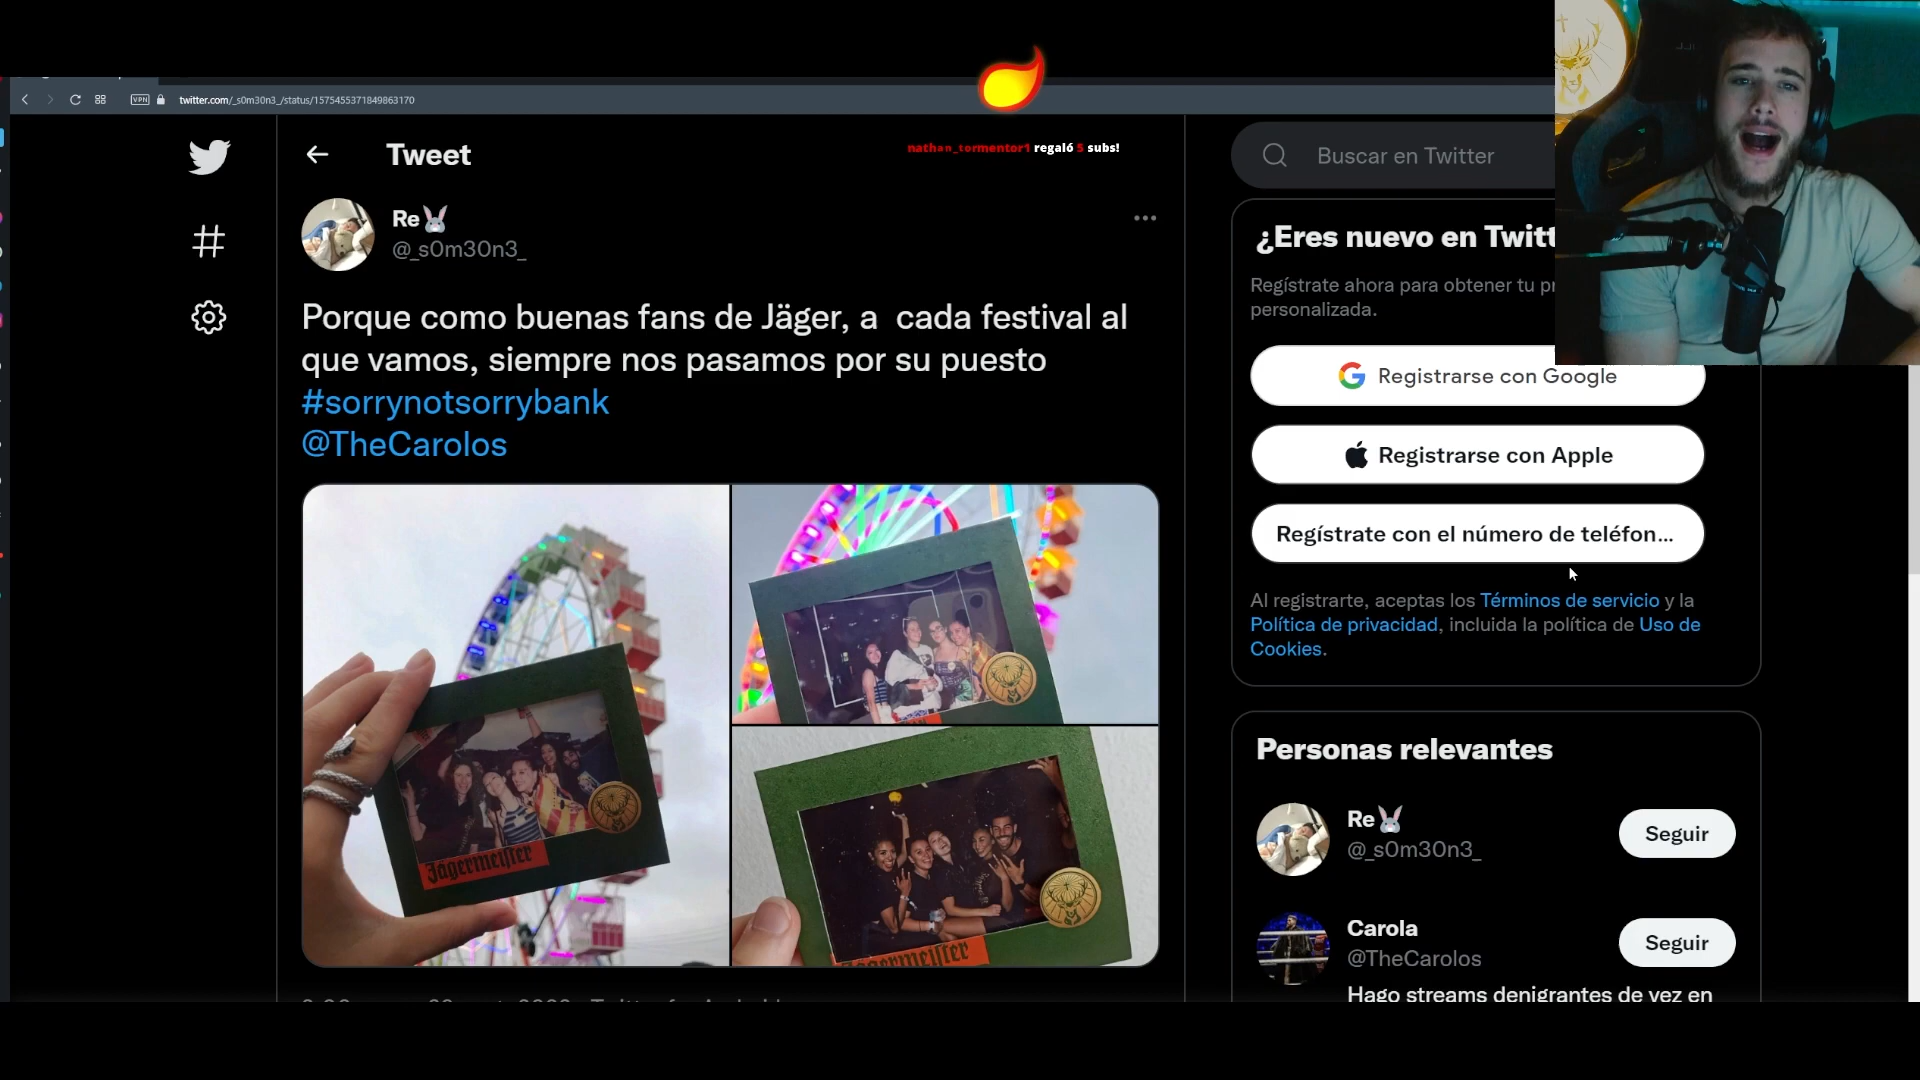 twitter.com/_s0m30n3_/status/1575455371849863170
VPN
nathan_tormentor1 regaló 5 subs!
Tweet
Re
@_s0m30n3_
Porque como buenas fans de Jäger, a cada festival al
que vamos, siempre nos pasamos por su puesto
#sorrynotsorrybank
@TheCarolos
Jägermeister
Jägermeister
Buscar en Twitter
¿Eres nuevo en Twitt
Regístrate ahora para obtener tu
personalizada.
Registrarse con Google
Registrarse con Apple
Regístrate con el número de teléfon...
Al registrarte, aceptas los Términos de servicio y la
Política de privacidad, incluida la política de Uso de
Cookies.
Personas relevantes
Re
@_s0m30n3_
Seguir
Carola
@TheCarolos
Seguir
Hago streams denigrantes de vez en